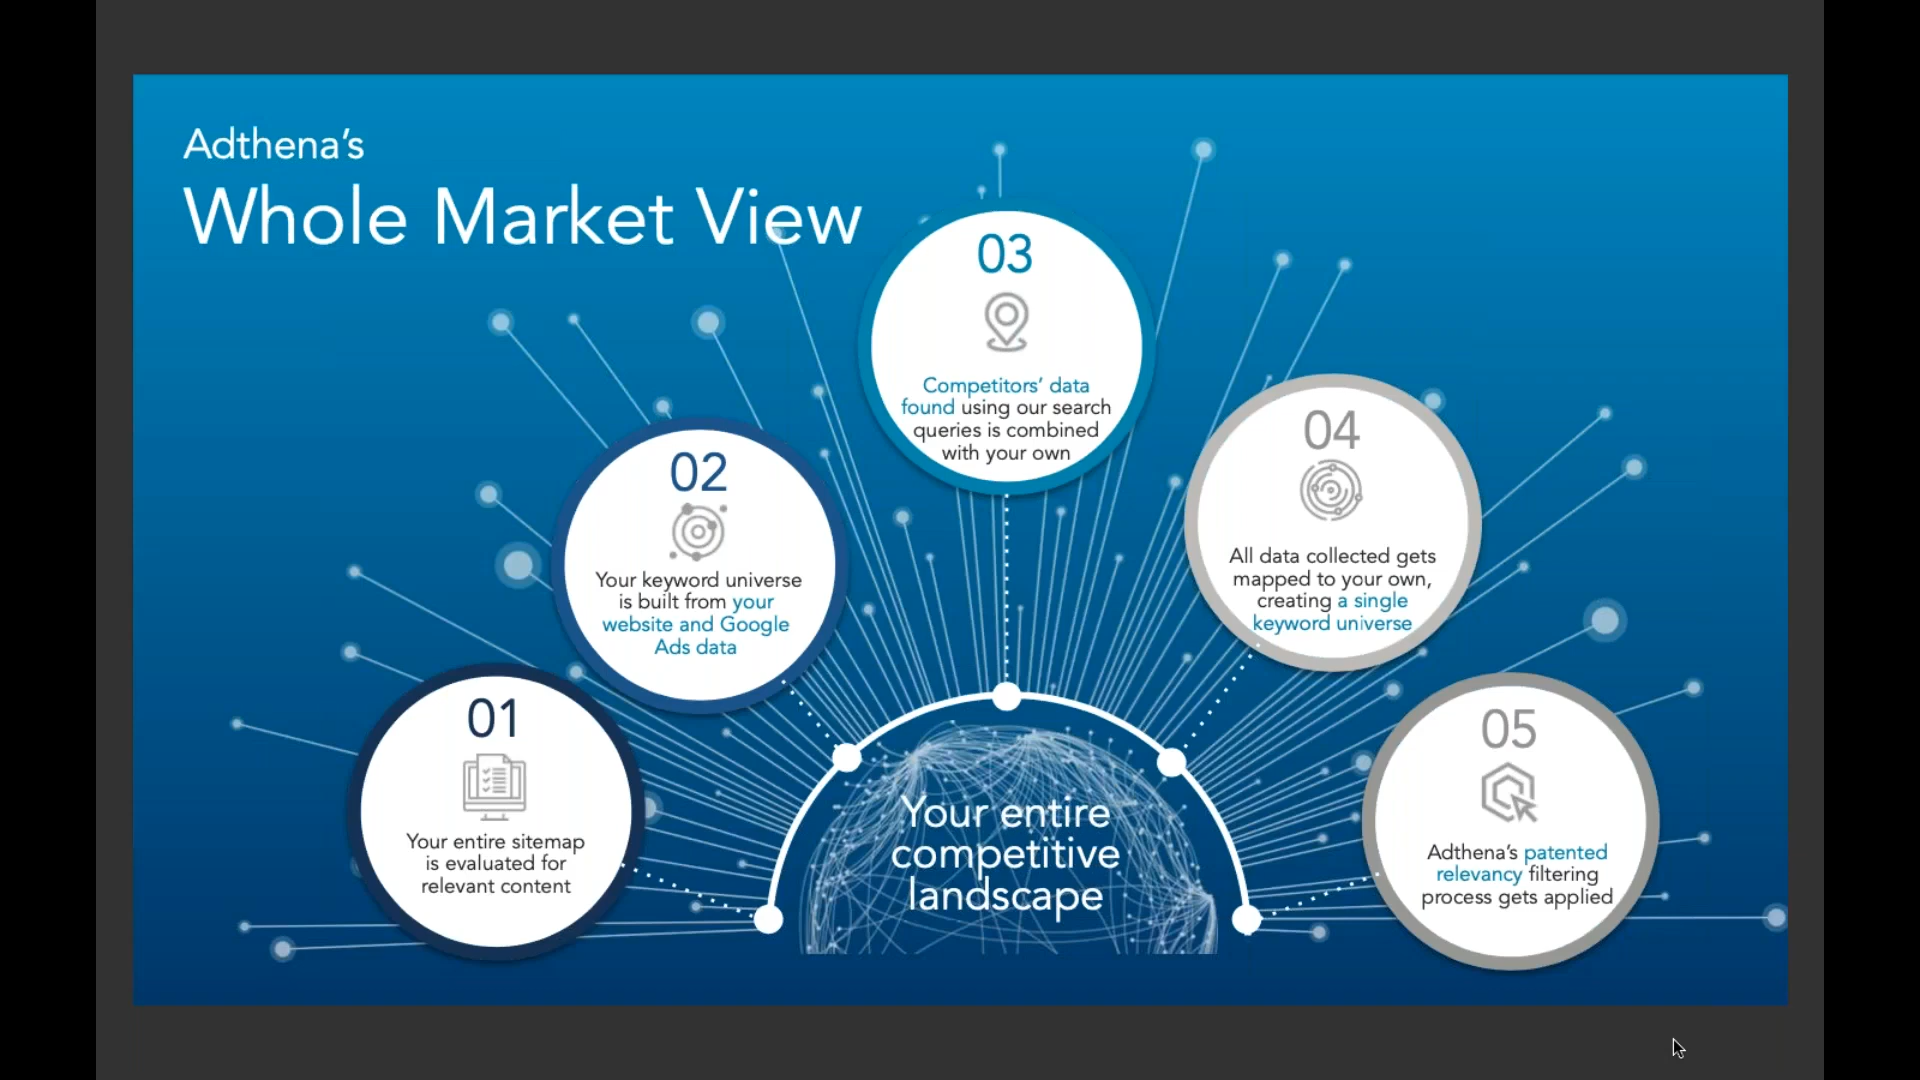 Adthena’s
Whole Market View
01
Your entire sitemap
is evaluated for
relevant content
02
Your keyword universe
is built from your
website and Google
Ads data
03
Competitors’ data
found using our search
queries is combined
with your own
04
All data collected gets
mapped to your own,
creating a single
keyword universe
05
Adthena’s patented
relevancy filtering
process gets applied
Your entire
competitive
landscape